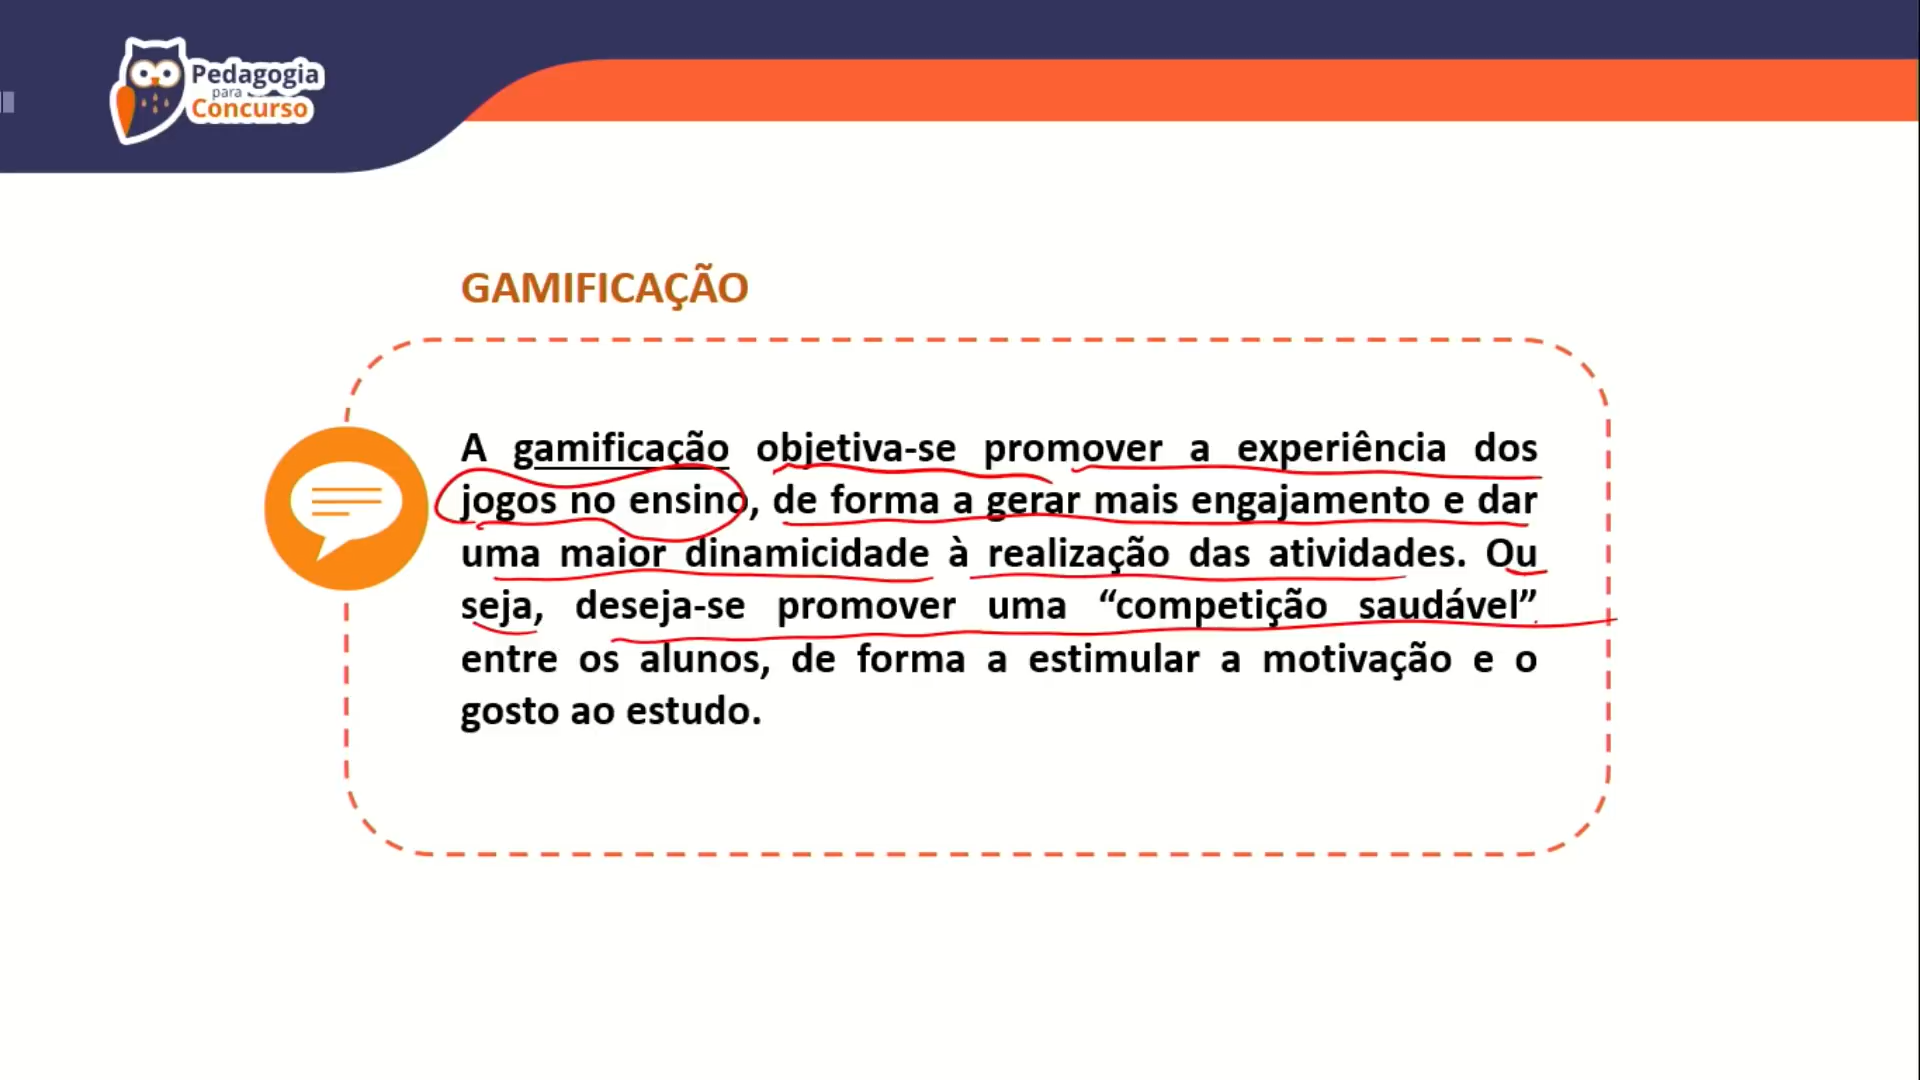 Pedagogia
para
Concurso
GAMIFICAÇÃO
A gamificação objetiva-se promover a experiência dos
jogos no ensino, de forma a gerar mais engajamento e dar
uma maior dinamicidade à realização das atividades. Ou
seja, deseja-se promover uma “competição saudável”
entre os alunos, de forma a estimular a motivação e o
gosto ao estudo.